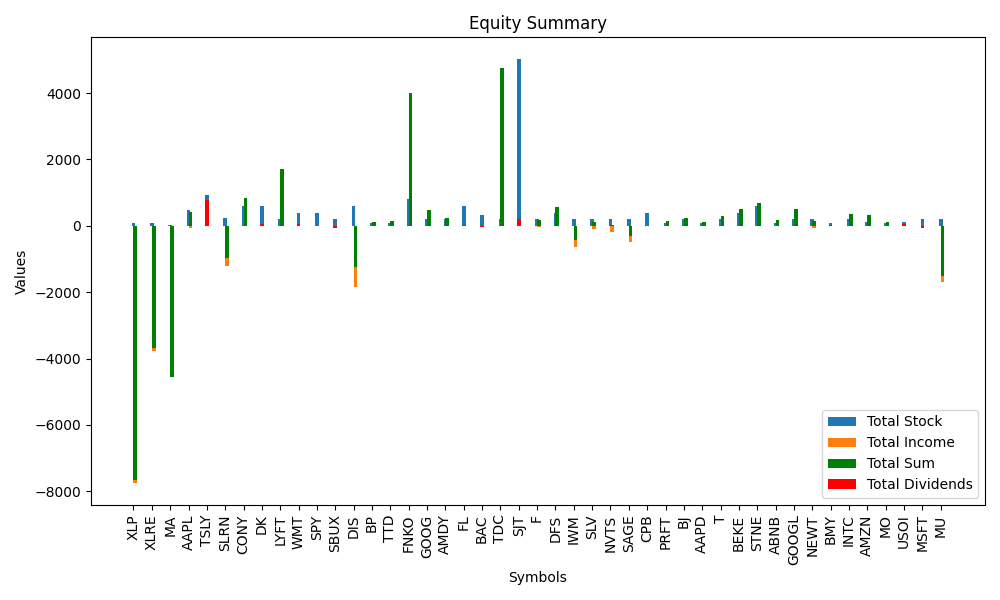 Equity Summary
Values
4000
2000
0
−2000
−4000
−6000
−8000
Total Stock
Total Income
Total Sum
Total Dividends
XLP XLRE MA AAPL TSLY SLRN CONY DK LYFT WMT SPY SBUX DIS BP TTD FNKO GOOG AMDY FL BAC TDC SJT F DFS IWM SLV NVTS SAGE CPB PRFT BJ AAPD T BEKE STNE ABNB GOOGL NEWT BMY INTC AMZN MO USOI MSFT MU
Symbols